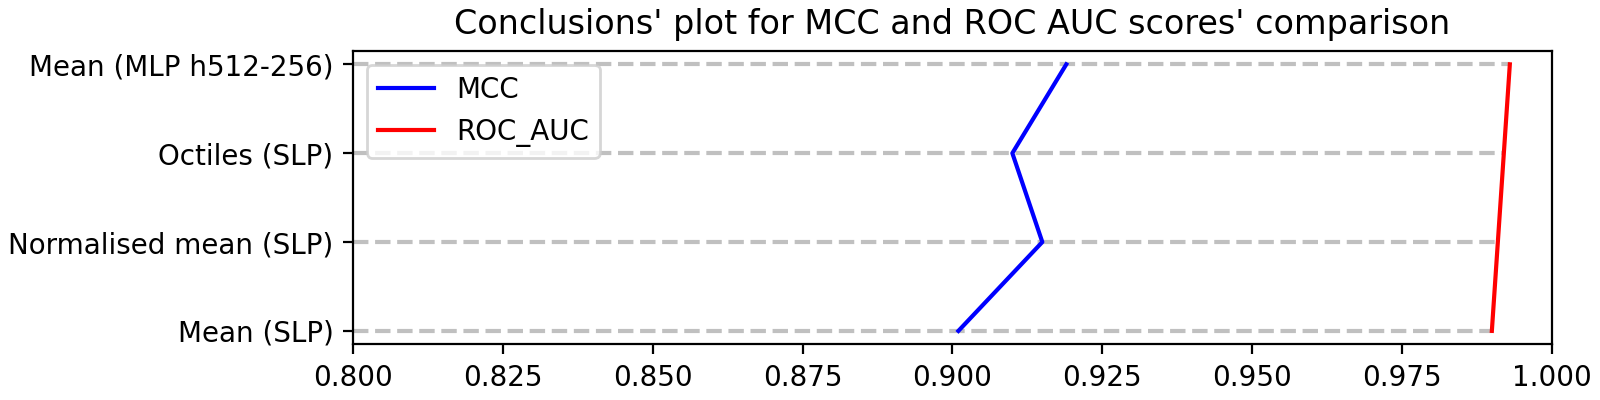 Conclusions' plot for MCC and ROC AUC scores' comparison
Mean (MLP h512-256)
MCC
ROC_AUC
Octiles (SLP)
Normalised mean (SLP)
Mean (SLP)
0.800 0.825 0.850 0.875 0.900 0.925 0.950 0.975 1.000